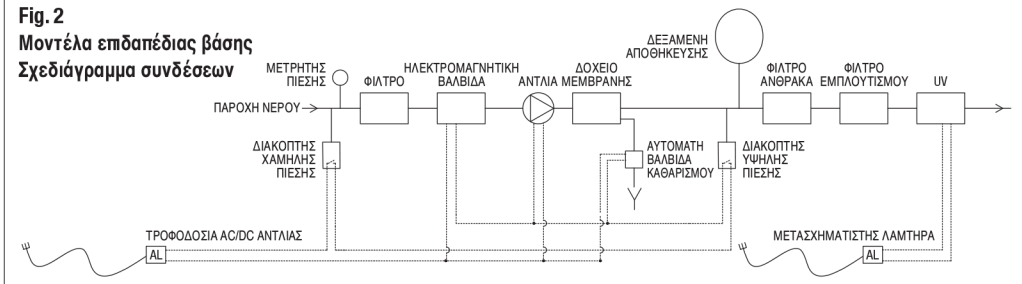 Fig. 2
Μοντέλα επιδαπέδιας βάσης
Σχεδιάγραμμα συνδέσεων
ΜΕΤΡΗΤΗΣ
ΠΙΕΣΗΣ
ΦΙΛΤΡΟ
ΗΛΕΚΤΡΟΜΑΓΝΗΤΙΚΗ
ΒΑΛΒΙΔΑ
ΑΝΤΛΙΑ
ΔΟΧΕΙΟ
ΜΕΜΒΡΑΝΗΣ
ΔΕΞΑΜΕΝΗ
ΑΠΟΘΗΚΕΥΣΗΣ
ΦΙΛΤΡΟ
ΑΝΘΡΑΚΑ
ΦΙΛΤΡΟ
ΕΜΠΛΟΥΤΙΣΜΟΥ
UV
ΠΑΡΟΧΗ ΝΕΡΟΥ
ΔΙΑΚΟΠΤΗΣ
ΧΑΜΗΛΗΣ
ΠΙΕΣΗΣ
ΑΥΤΟΜΑΤΗ
ΒΑΛΒΙΔΑ
ΚΑΘΑΡΙΣΜΟΥ
ΔΙΑΚΟΠΤΗΣ
ΥΨΗΛΗΣ
ΠΙΕΣΗΣ
ΤΡΟΦΟΔΟΣΙΑ AC/DC ΑΝΤΛΙΑΣ
AL
ΜΕΤΑΣΧΗΜΑΤΙΣΤΗΣ ΛΑΜΤΗΡΑ
AL